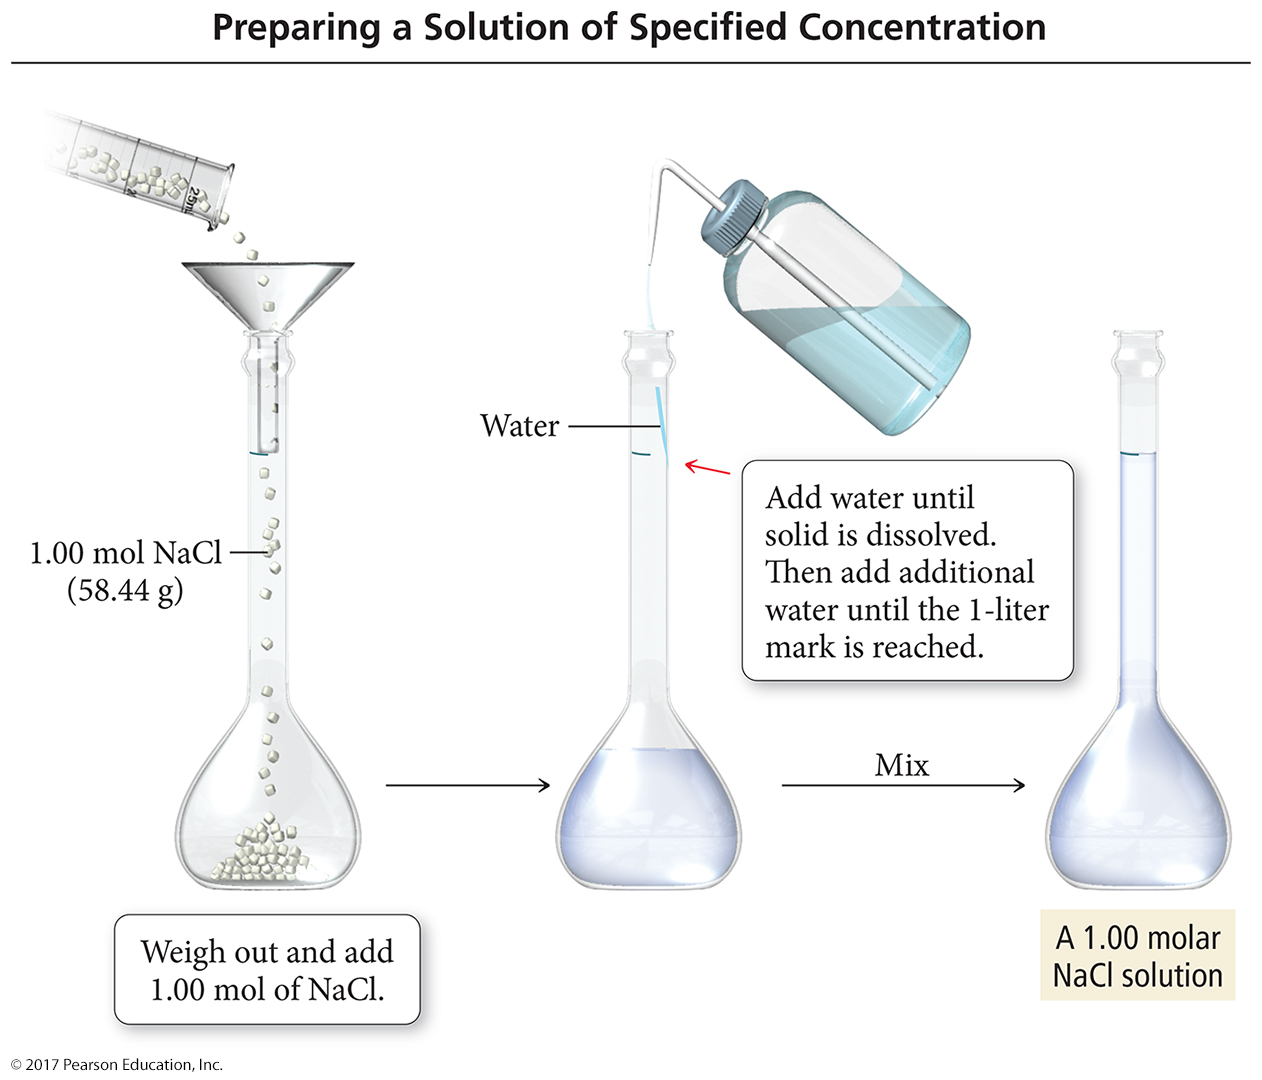 Preparing a Solution of Specified Concentration
25mL
Water
Add water until
solid is dissolved.
Then add additional
water until the 1-liter
mark is reached.
1.00 mol NaCl
(58.44 g)
Mix
Weigh out and add
1.00 mol of NaCl.
A 1.00 molar
NaCl solution
© 2017 Pearson Education, Inc.